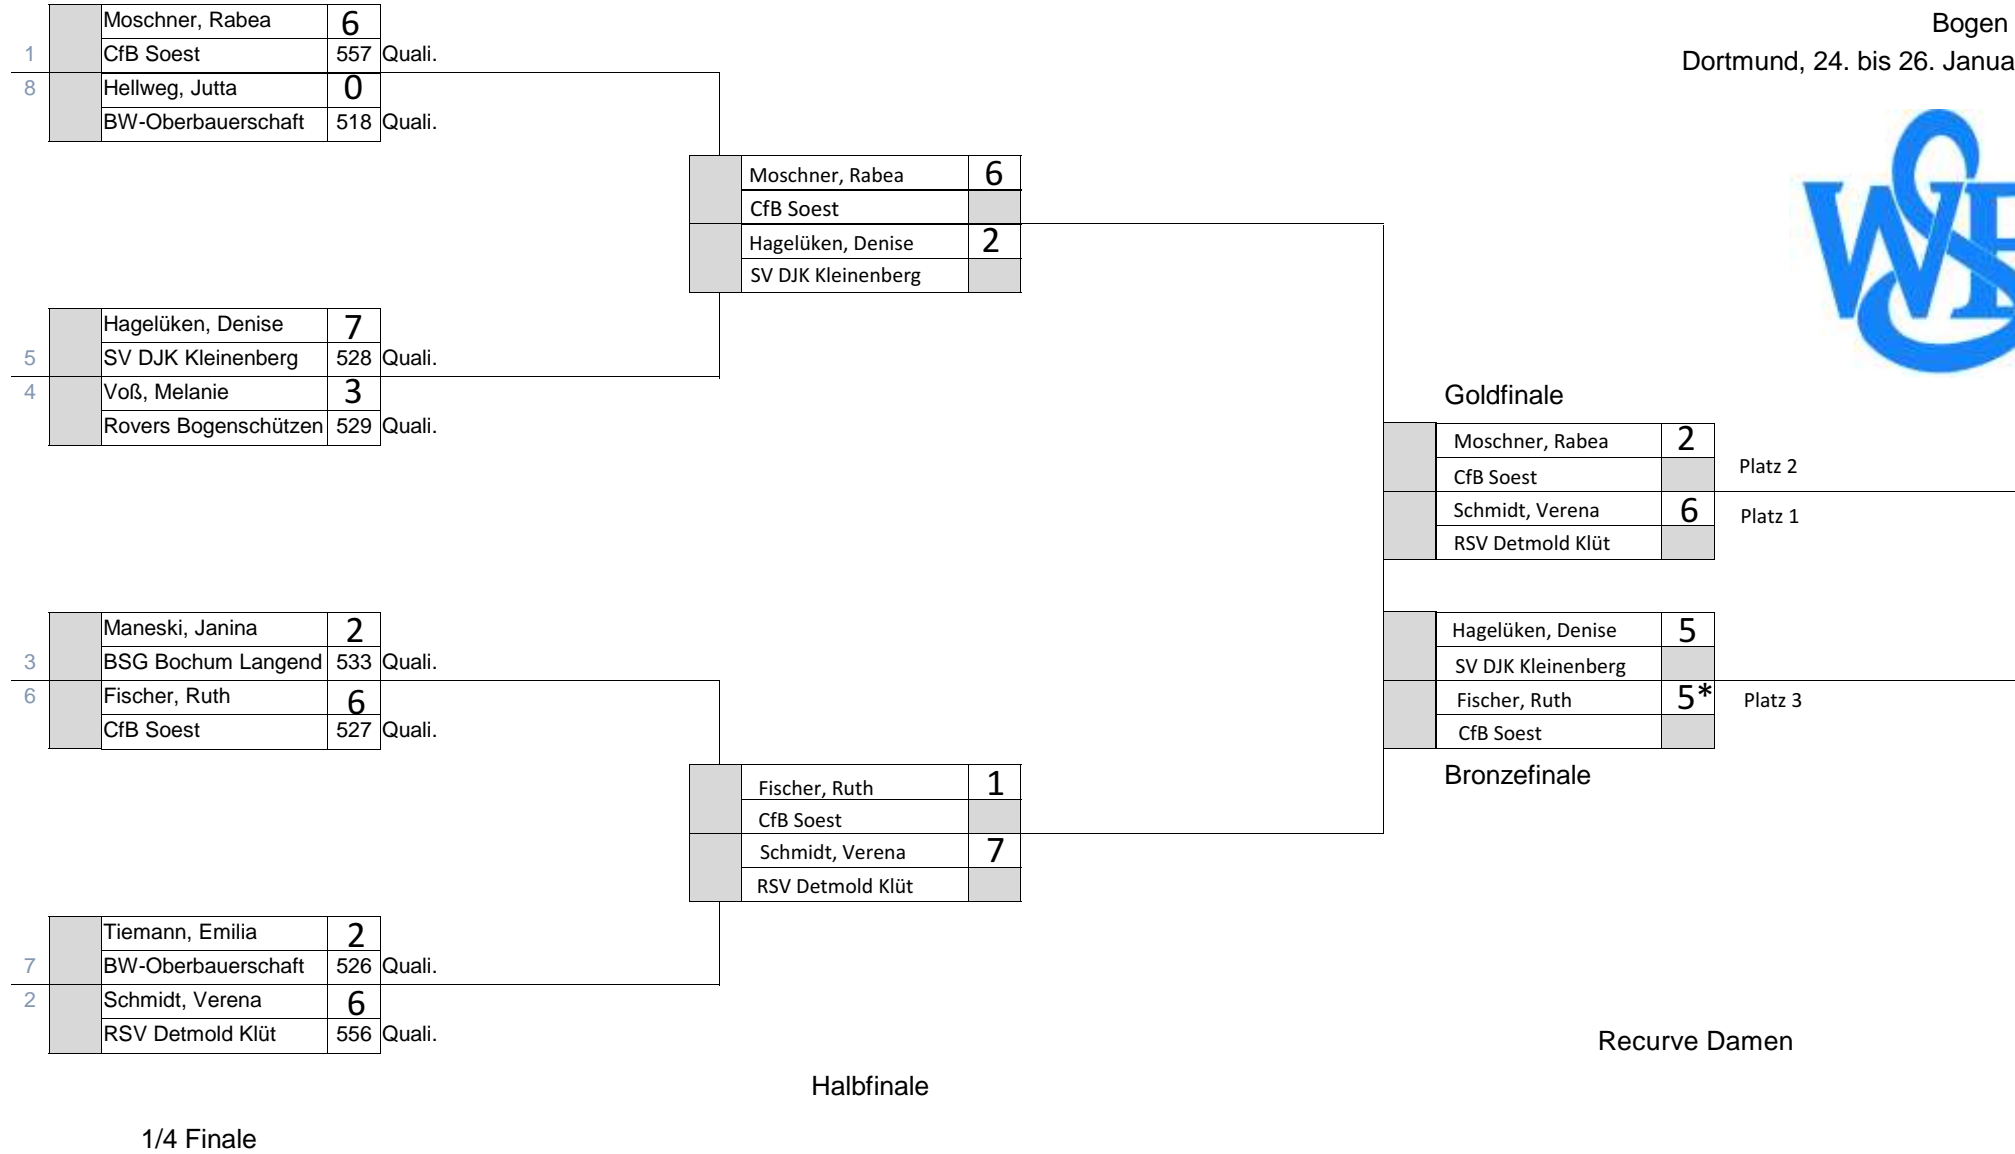 Bogen
Dortmund, 24. bis 26. Janua
Moschner, Rabea 6
1 CfB Soest 557 Quali.
8 Hellweg, Jutta 0
BW-Oberbauerschaft 518 Quali.
Moschner, Rabea 6
CfB Soest
Hagelüken, Denise 2
SV DJK Kleinenberg
Hagelüken, Denise 7
5 SV DJK Kleinenberg 528 Quali.
4 Voß, Melanie 3
Rovers Bogenschützen 529 Quali.
Goldfinale
Moschner, Rabea 2
CfB Soest Platz 2
Schmidt, Verena 6 Platz 1
RSV Detmold Klüt
Maneski, Janina 2
3 BSG Bochum Langend 533 Quali.
6 Fischer, Ruth 6
CfB Soest 527 Quali.
Hagelüken, Denise 5
SV DJK Kleinenberg
Fischer, Ruth 5* Platz 3
CfB Soest
Bronzefinale
Fischer, Ruth 1
CfB Soest
Schmidt, Verena 7
RSV Detmold Klüt
Tiemann, Emilia 2
7 BW-Oberbauerschaft 526 Quali.
2 Schmidt, Verena 6
RSV Detmold Klüt 556 Quali.
Recurve Damen
Halbfinale
1/4 Finale